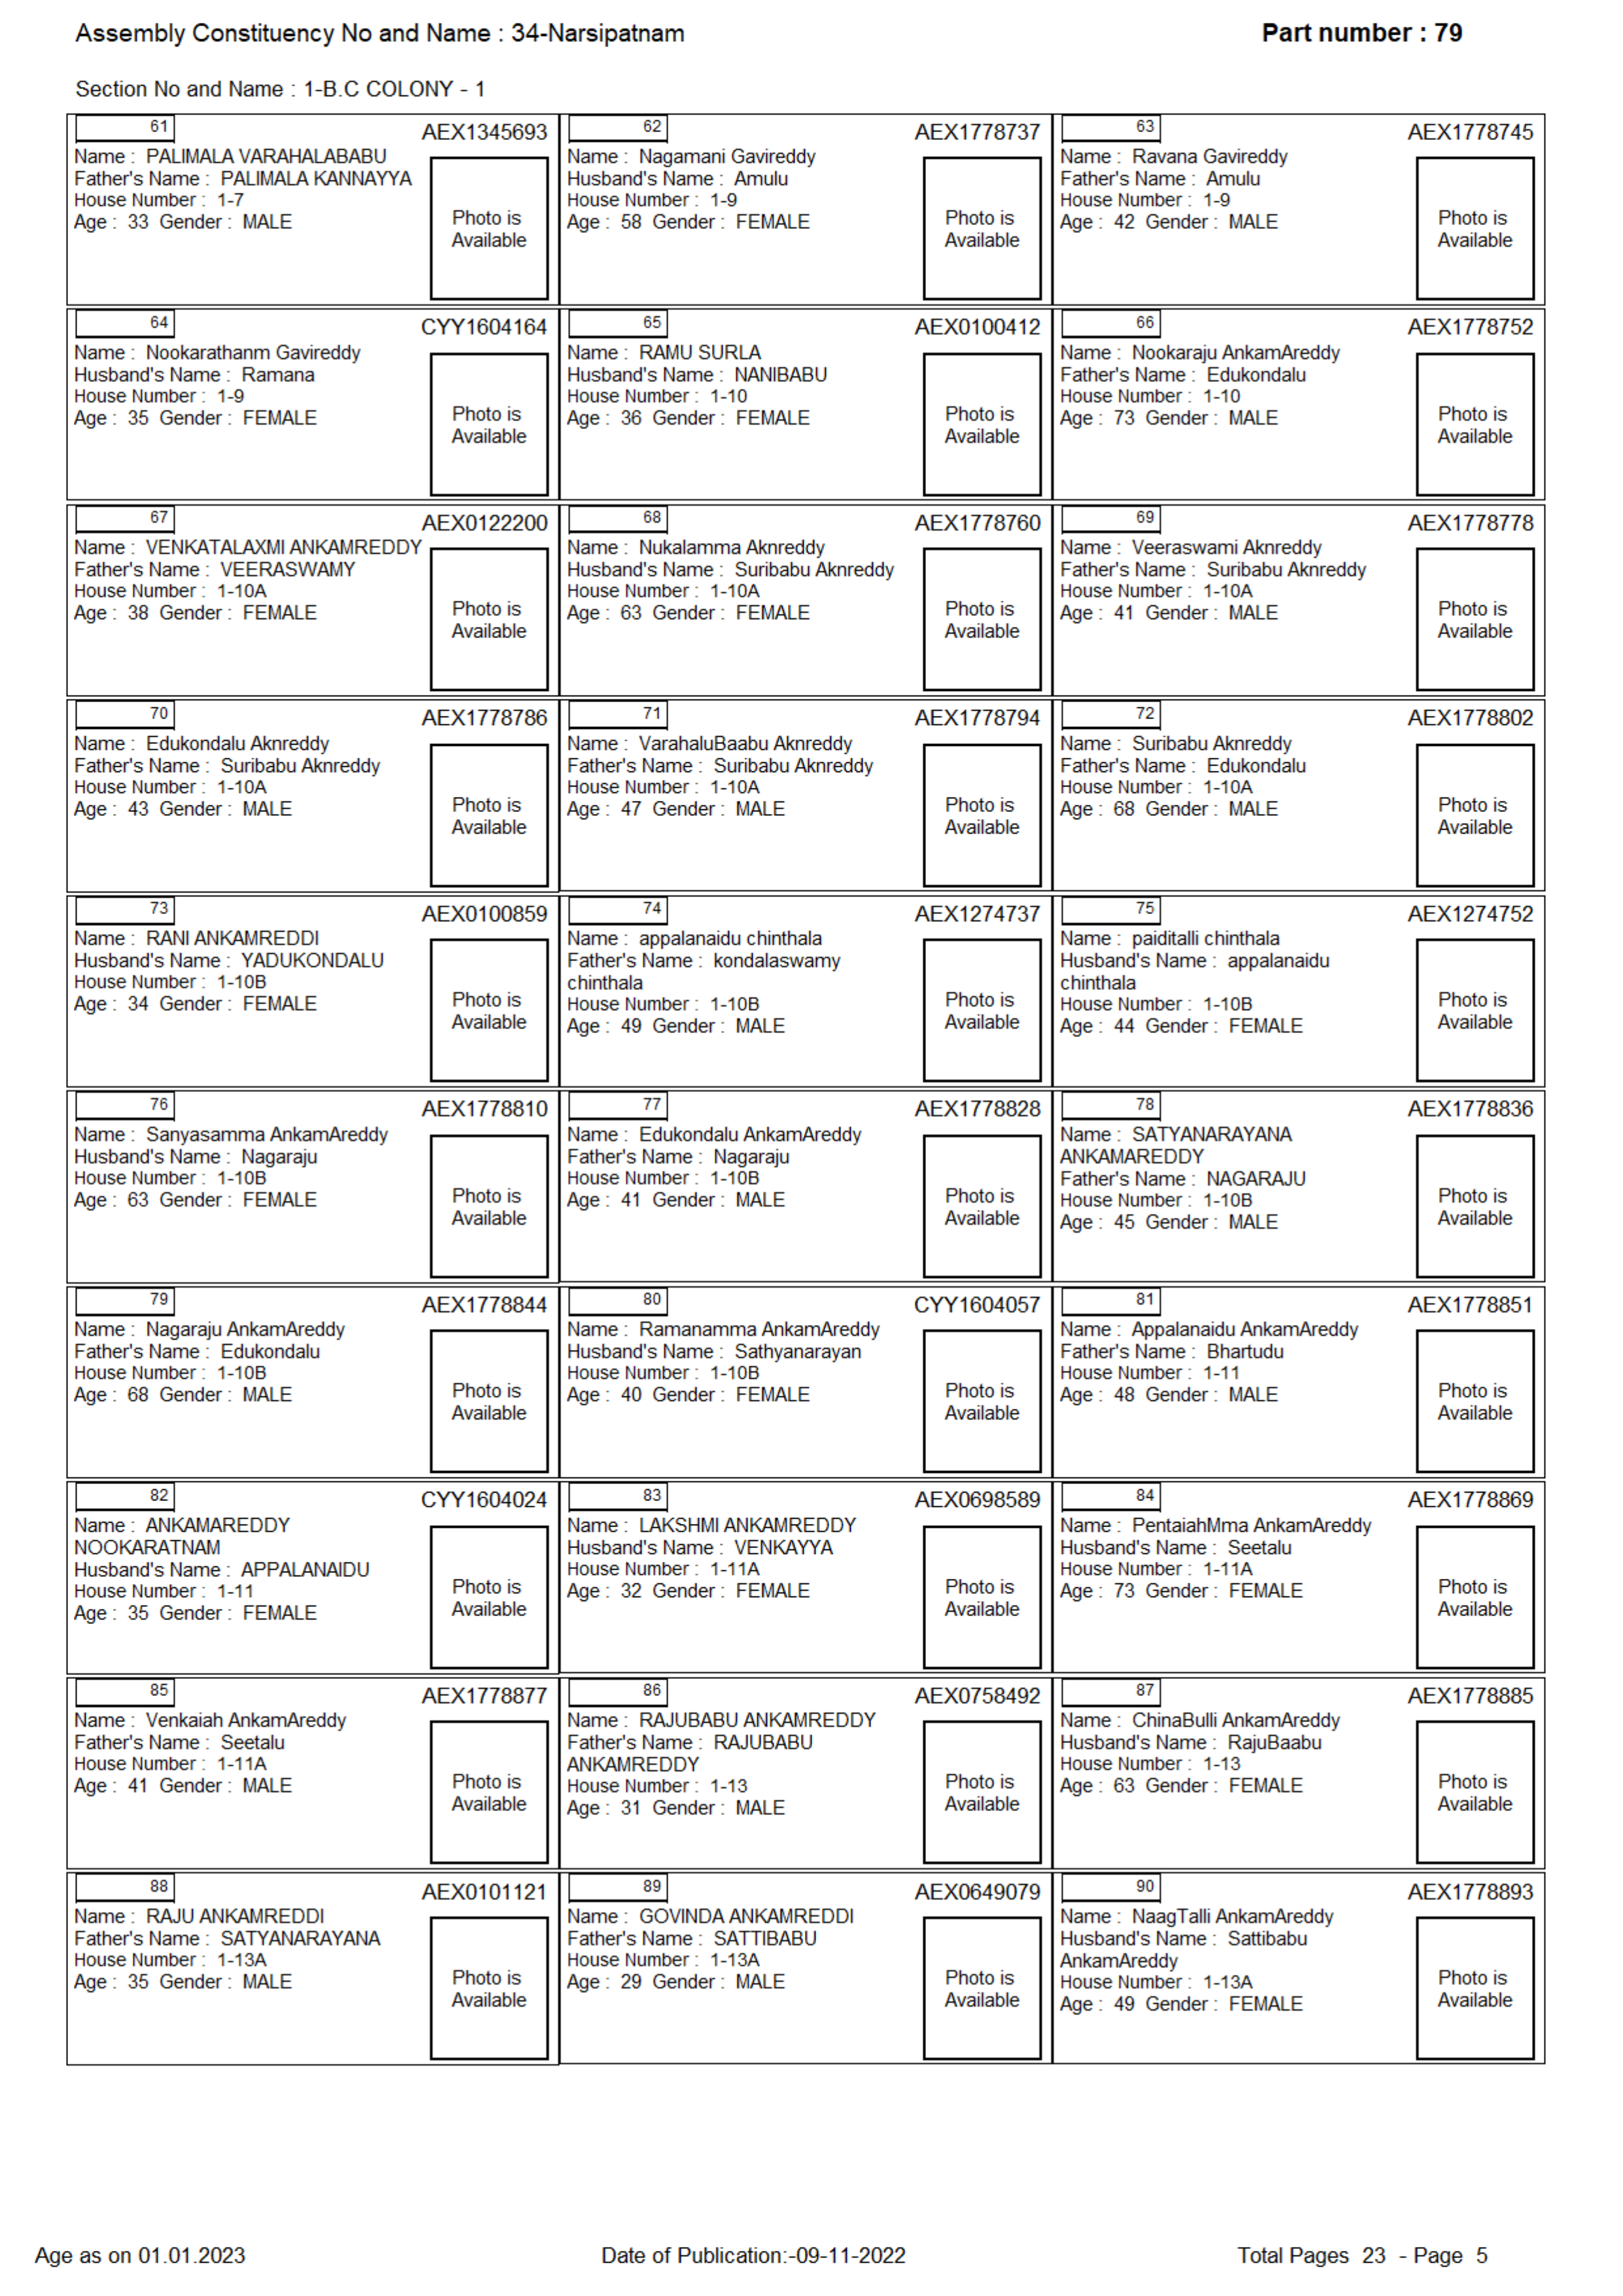 Assembly Constituency No and Name : 34-Narsipatnam
Part number : 79
Section No and Name : 1-B.C COLONY - 1
61
AEX1345693
Name : PALIMALA VARAHALABABU
Father's Name : PALIMALA KANNAYYA
House Number : 1-7
Age : 33 Gender : MALE
Photo is
Available
62
AEX1778737
Name : Nagamani Gavireddy
Husband's Name : Amulu
House Number : 1-9
Age : 58 Gender : FEMALE
Photo is
Available
63
AEX1778745
Name : Ravana Gavireddy
Father's Name : Amulu
House Number : 1-9
Age : 42 Gender : MALE
Photo is
Available
64
CYY1604164
Name : Nookarathanm Gavireddy
Husband's Name : Ramana
House Number : 1-9
Age : 35 Gender : FEMALE
Photo is
Available
65
AEX0100412
Name : RAMU SURLA
Husband's Name : NANIBABU
House Number : 1-10
Age : 36 Gender : FEMALE
Photo is
Available
66
AEX1778752
Name : Nookaraju AnkamAreddy
Father's Name : Edukondalu
House Number : 1-10
Age : 73 Gender : MALE
Photo is
Available
67
AEX0122200
Name : VENKATALAXMI ANKAMREDDY
Father's Name : VEERASWAMY
House Number : 1-10A
Age : 38 Gender : FEMALE
Photo is
Available
68
AEX1778760
Name : Nukalamma Aknreddy
Husband's Name : Suribabu Aknreddy
House Number : 1-10A
Age : 63 Gender : FEMALE
Photo is
Available
69
AEX1778778
Name : Veeraswami Aknreddy
Father's Name : Suribabu Aknreddy
House Number : 1-10A
Age : 41 Gender : MALE
Photo is
Available
70
AEX1778786
Name : Edukondalu Aknreddy
Father's Name : Suribabu Aknreddy
House Number : 1-10A
Age : 43 Gender : MALE
Photo is
Available
71
AEX1778794
Name : VarahaluBaabu Aknreddy
Father's Name : Suribabu Aknreddy
House Number : 1-10A
Age : 47 Gender : MALE
Photo is
Available
72
AEX1778802
Name : Suribabu Aknreddy
Father's Name : Edukondalu
House Number : 1-10A
Age : 68 Gender : MALE
Photo is
Available
73
AEX0100859
Name : RANI ANKAMREDDI
Husband's Name : YADUKONDALU
House Number : 1-10B
Age : 34 Gender : FEMALE
Photo is
Available
74
AEX1274737
Name : appalanaidu chinthala
Father's Name : kondalaswamy
chinthala
House Number : 1-10B
Age : 49 Gender : MALE
Photo is
Available
75
AEX1274752
Name : paiditalli chinthala
Husband's Name : appalanaidu
chinthala
House Number : 1-10B
Age : 44 Gender : FEMALE
Photo is
Available
76
AEX1778810
Name : Sanyasamma AnkamAreddy
Husband's Name : Nagaraju
House Number : 1-10B
Age : 63 Gender : FEMALE
Photo is
Available
77
AEX1778828
Name : Edukondalu AnkamAreddy
Father's Name : Nagaraju
House Number : 1-10B
Age : 41 Gender : MALE
Photo is
Available
78
AEX1778836
Name : SATYANARAYANA
ANKAMAREDDY
Father's Name : NAGARAJU
House Number : 1-10B
Age : 45 Gender : MALE
Photo is
Available
79
AEX1778844
Name : Nagaraju AnkamAreddy
Father's Name : Edukondalu
House Number : 1-10B
Age : 68 Gender : MALE
Photo is
Available
80
CYY1604057
Name : Ramanamma AnkamAreddy
Husband's Name : Sathyanarayan
House Number : 1-10B
Age : 40 Gender : FEMALE
Photo is
Available
81
AEX1778851
Name : Appalanaidu AnkamAreddy
Father's Name : Bhartudu
House Number : 1-11
Age : 48 Gender : MALE
Photo is
Available
82
CYY1604024
Name : ANKAMAREDDY
NOOKARATNAM
Husband's Name : APPALANAIDU
House Number : 1-11
Age : 35 Gender : FEMALE
Photo is
Available
83
AEX0698589
Name : LAKSHMI ANKAMREDDY
Husband's Name : VENKAYYA
House Number : 1-11A
Age : 32 Gender : FEMALE
Photo is
Available
84
AEX1778869
Name : PentaiahMma AnkamAreddy
Husband's Name : Seetalu
House Number : 1-11A
Age : 73 Gender : FEMALE
Photo is
Available
85
AEX1778877
Name : Venkaiah AnkamAreddy
Father's Name : Seetalu
House Number : 1-11A
Age : 41 Gender : MALE
Photo is
Available
86
AEX0758492
Name : RAJUBABU ANKAMREDDY
Father's Name : RAJUBABU
ANKAMREDDY
House Number : 1-13
Age : 31 Gender : MALE
Photo is
Available
87
AEX1778885
Name : ChinaBulli AnkamAreddy
Husband's Name : RajuBaabu
House Number : 1-13
Age : 63 Gender : FEMALE
Photo is
Available
88
AEX0101121
Name : RAJU ANKAMREDDI
Father's Name : SATYANARAYANA
House Number : 1-13A
Age : 35 Gender : MALE
Photo is
Available
89
AEX0649079
Name : GOVINDA ANKAMREDDI
Father's Name : SATTIBABU
House Number : 1-13A
Age : 29 Gender : MALE
Photo is
Available
90
AEX1778893
Name : NaagTalli AnkamAreddy
Husband's Name : Sattibabu
AnkamAreddy
House Number : 1-13A
Age : 49 Gender : FEMALE
Photo is
Available
Age as on 01.01.2023
Date of Publication:-09-11-2022
Total Pages 23 - Page 5